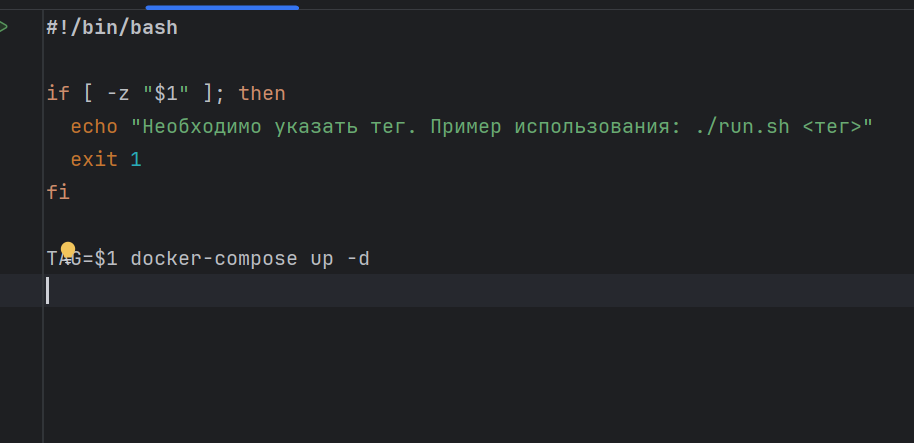 #!/bin/bash
if [ -z "$1" ]; then
echo "Необходимо указать тег. Пример использования: ./run.sh <тег>"
exit 1
fi
TAG=$1 docker-compose up -d